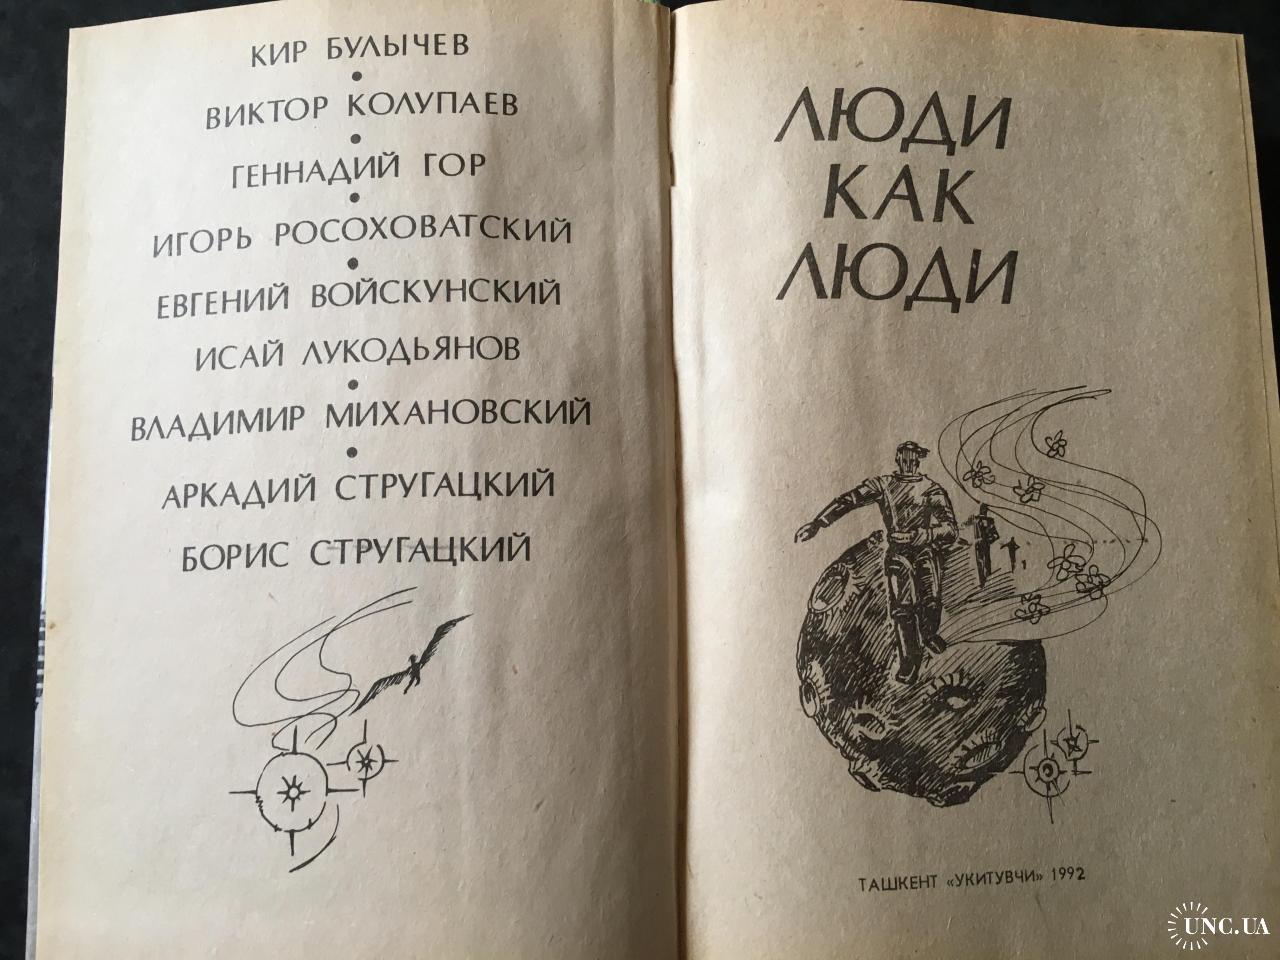 КИР БУЛЫЧЕВ
•
ВИКТОР КОЛУПАЕВ
•
ГЕННАДИЙ ГОР
•
ИГОРЬ РОСОХОВАТСКИЙ
•
ЕВГЕНИЙ ВОЙСКУНСКИЙ
ИСАЙ ЛУКОДЬЯНОВ
•
ВЛАДИМИР МИХАНОВСКИЙ
•
АРКАДИЙ СТРУГАЦКИЙ
БОРИС СТРУГАЦКИЙ
ЛЮДИ
КАК
ЛЮДИ
ТАШКЕНТ «УКИТУВЧИ» 1992
UNC.UA